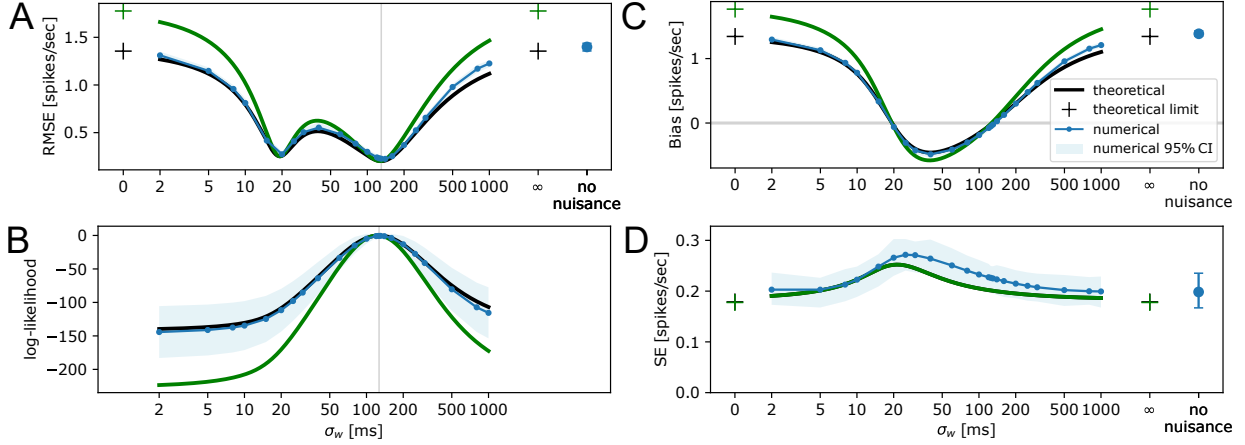 A
RMSE [spikes/sec]
1.5
1.0
0.5
0 2 5 10 20 50 100 200 500 1000 ∞ no
nuisance
C
Bias [spikes/sec]
1
0
theoretical
theoretical limit
numerical
numerical 95% CI
0 2 5 10 20 50 100 200 500 1000 ∞ no
nuisance
B
log-likelihood
0
−50
−100
−150
−200
2 5 10 20 50 100 200 500 1000
σw [ms]
D
SE [spikes/sec]
0.3
0.2
0.1
0.0
0 2 5 10 20 50 100 200 500 1000 ∞ no
nuisance
σw [ms]